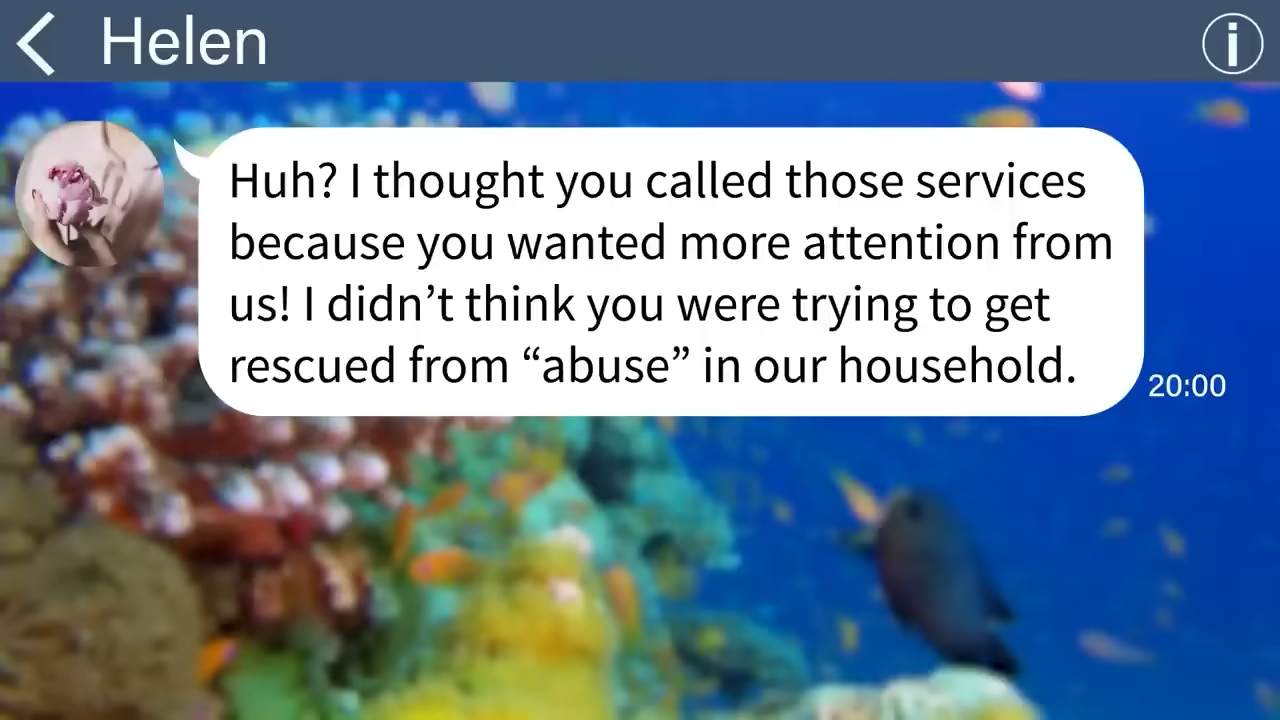 Helen
Huh? I thought you called those services
because you wanted more attention from
us! I didn’t think you were trying to get
rescued from “abuse” in our household.
20:00